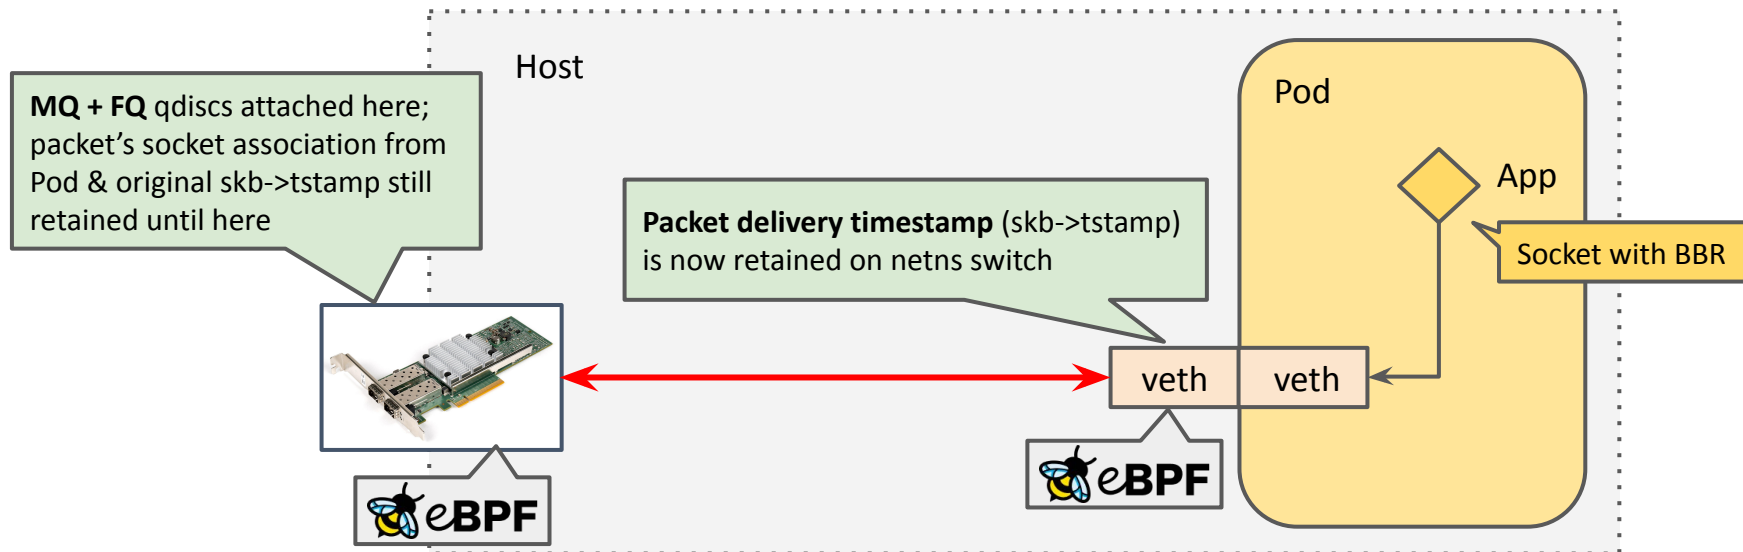 Host
MQ + FQ qdiscs attached here;
packet's socket association from
Pod & original skb->tstamp still
retained until here
Pod
App
Packet delivery timestamp (skb->tstamp)
is now retained on netns switch
Socket with BBR
veth
veth
eBPF
eBPF